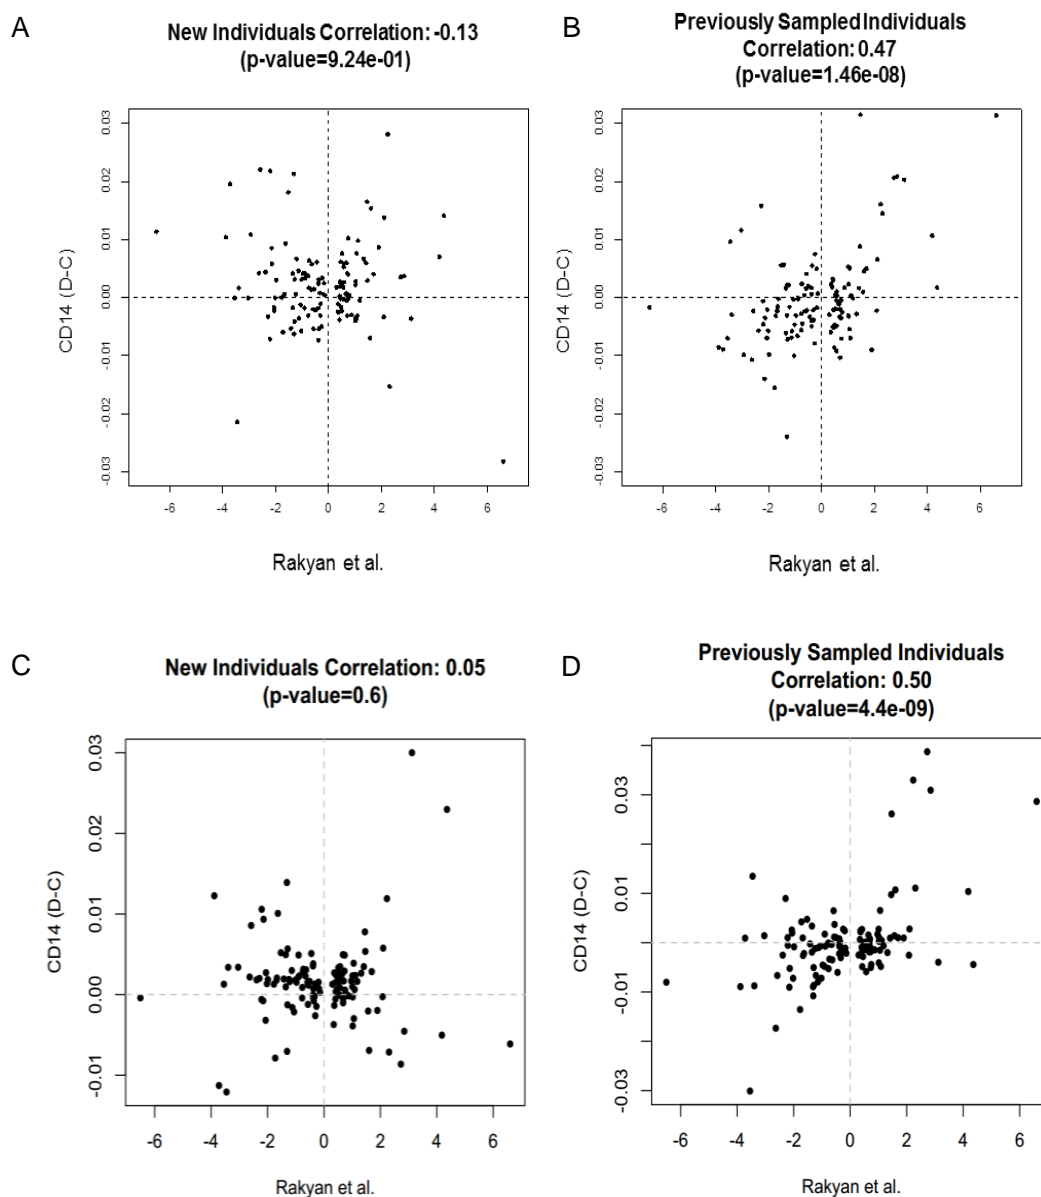 A
New Individuals Correlation: -0.13
(p-value=9.24e-01)
0.03
0.02
0.01
0.00
-0.01
-0.02
-0.03
CD14 (D-C)
-6 -4 -2 0 2 4 6
Rakyan et al.
B
Previously Sampled Individuals
Correlation: 0.47
(p-value=1.46e-08)
0.03
0.02
0.01
0.00
-0.01
-0.02
-0.03
CD14 (D-C)
-6 -4 -2 0 2 4 6
Rakyan et al.
C
New Individuals Correlation: 0.05
(p-value=0.6)
0.03
0.02
0.01
0.00
-0.01
CD14 (D-C)
-6 -4 -2 0 2 4 6
Rakyan et al.
D
Previously Sampled Individuals
Correlation: 0.50
(p-value=4.4e-09)
0.03
0.01
-0.01
-0.03
CD14 (D-C)
-6 -4 -2 0 2 4 6
Rakyan et al.